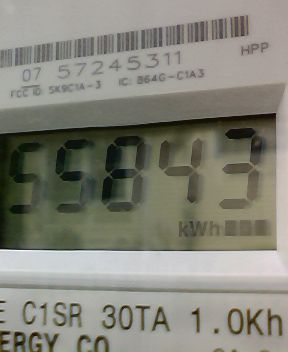 HPP
07 57245311
FCC ID: SK9C1A-3 IC: 864G-C1A3
55843
kWh
E C1SR 30TA 1.0Kh
ERGY CO